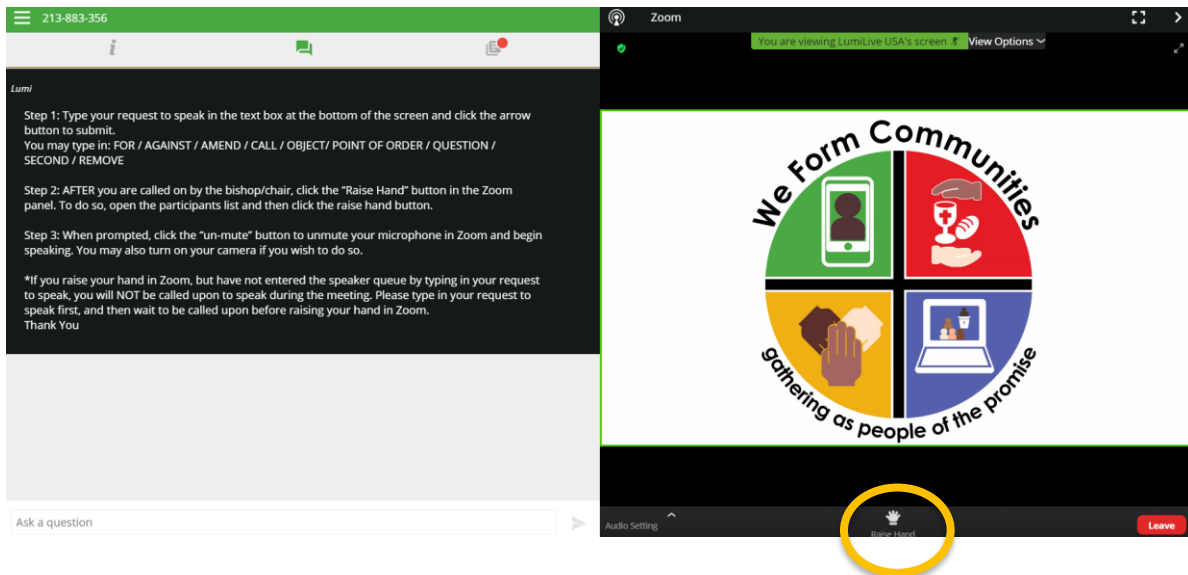 213-883-356
i
Lumi
Step 1: Type your request to speak in the text box at the bottom of the screen and click the arrow
button to submit.
You may type in: FOR / AGAINST / AMEND / CALL / OBJECT/ POINT OF ORDER / QUESTION /
SECOND / REMOVE
Step 2: AFTER you are called on by the bishop/chair, click the “Raise Hand” button in the Zoom
panel. To do so, open the participants list and then click the raise hand button.
Step 3: When prompted, click the “un-mute” button to unmute your microphone in Zoom and begin
speaking. You may also turn on your camera if you wish to do so.
*If you raise your hand in Zoom, but have not entered the speaker queue by typing in your request
to speak, you will NOT be called upon to speak during the meeting. Please type in your request to
speak first, and then wait to be called upon before raising your hand in Zoom.
Thank You
Ask a question
Zoom
You are viewing LumiLive USA's screen
View Options
We Form Communities
gathering as people of the promise
Audio Setting
Raise Hand
Leave